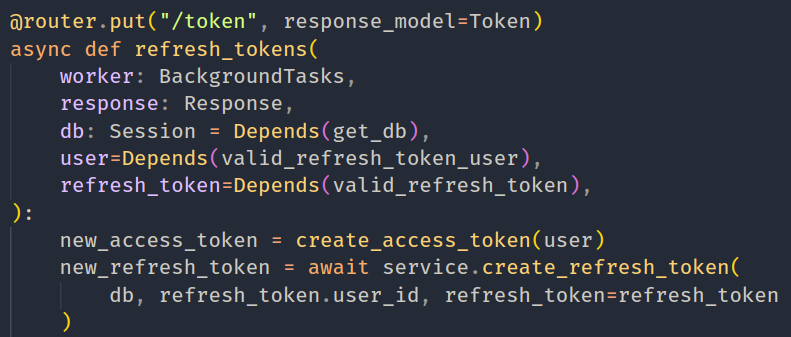 @router.put("/token", response_model=Token)
async def refresh_tokens(
    worker: BackgroundTasks,
    response: Response,
    db: Session = Depends(get_db),
    user=Depends(valid_refresh_token_user),
    refresh_token=Depends(valid_refresh_token),
):
    new_access_token = create_access_token(user)
    new_refresh_token = await service.create_refresh_token(
        db, refresh_token.user_id, refresh_token=refresh_token
    )